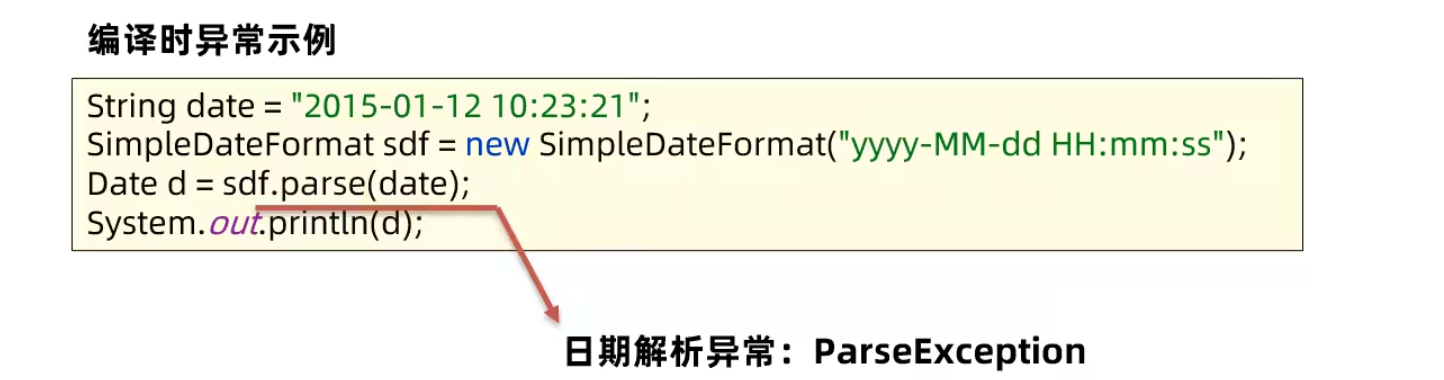 编译时异常示例
String date = "2015-01-12 10:23:21";
SimpleDateFormat sdf = new SimpleDateFormat("yyyy-MM-dd HH:mm:ss");
Date d = sdf.parse(date);
System.out.println(d);
日期解析异常：ParseException